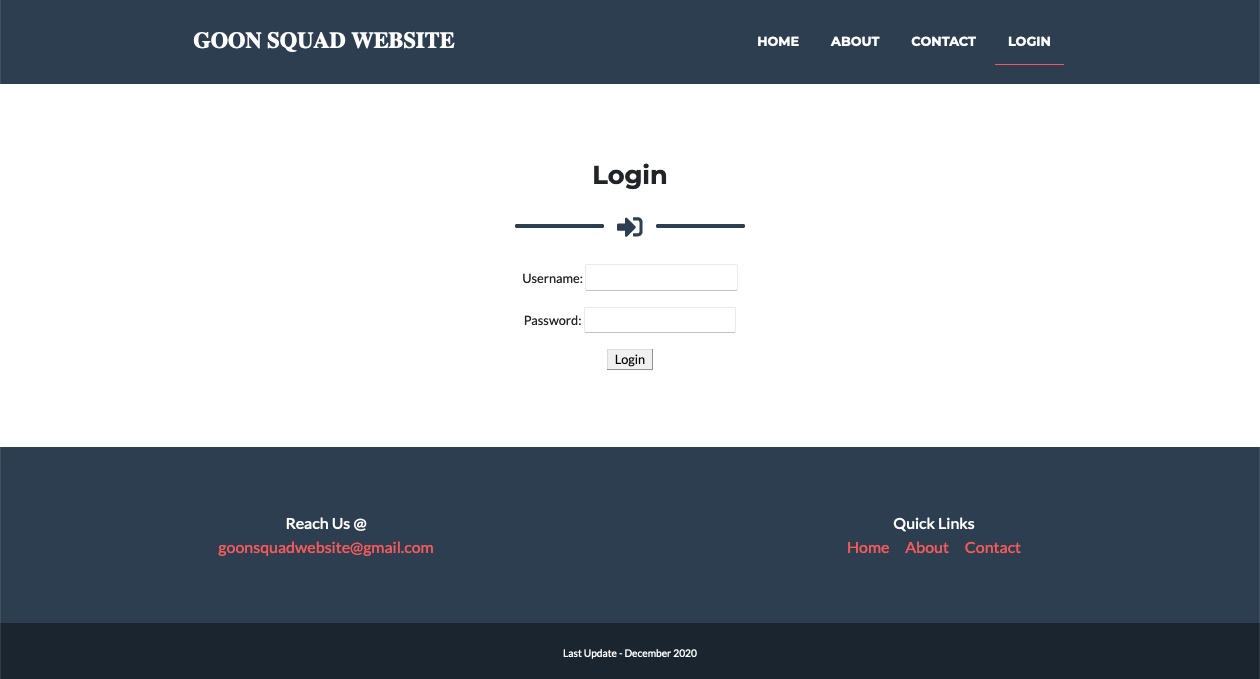 GOON SQUAD WEBSITE
HOME ABOUT CONTACT LOGIN
Login
Username:
Password:
Login
Reach Us @
goonsquadwebsite@gmail.com
Quick Links
Home About Contact
Last Update - December 2020